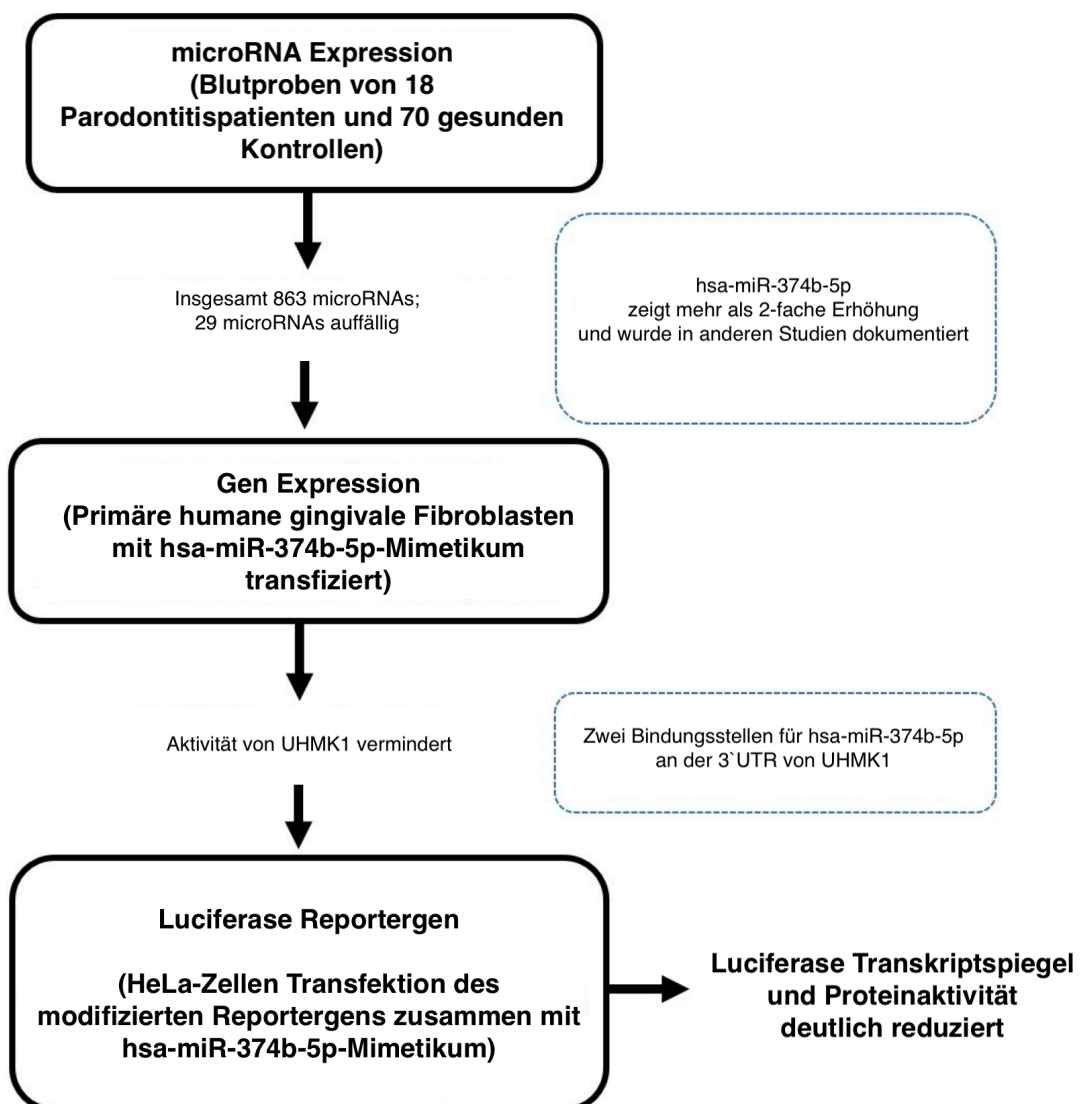 microRNA Expression
(Blutproben von 18
Parodontitispatienten und 70 gesunden
Kontrollen)
Insgesamt 863 microRNAs;
29 microRNAs auffällig
hsa-miR-374b-5p
zeigt mehr als 2-fache Erhöhung
und wurde in anderen Studien dokumentiert
Gen Expression
(Primäre humane gingivale Fibroblasten
mit hsa-miR-374b-5p-Mimetikum
transfiziert)
Aktivität von UHMK1 vermindert
Zwei Bindungsstellen für hsa-miR-374b-5p
an der 3`UTR von UHMK1
Luciferase Reportergen
(HeLa-Zellen Transfektion des
modifizierten Reportergens zusammen mit
hsa-miR-374b-5p-Mimetikum)
Luciferase Transkriptspiegel
und Proteinaktivität
deutlich reduziert